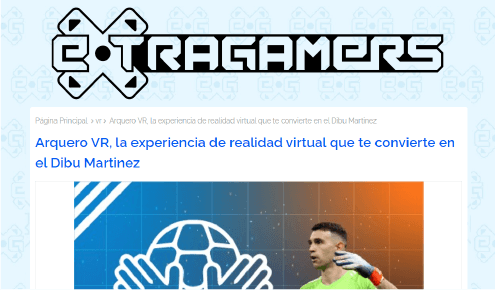 EXTRAGAMERS
Página Principal > vr > Arquero VR, la experiencia de realidad virtual que te convierte en el Dibu Martinez
Arquero VR, la experiencia de realidad virtual que te convierte en
el Dibu Martinez